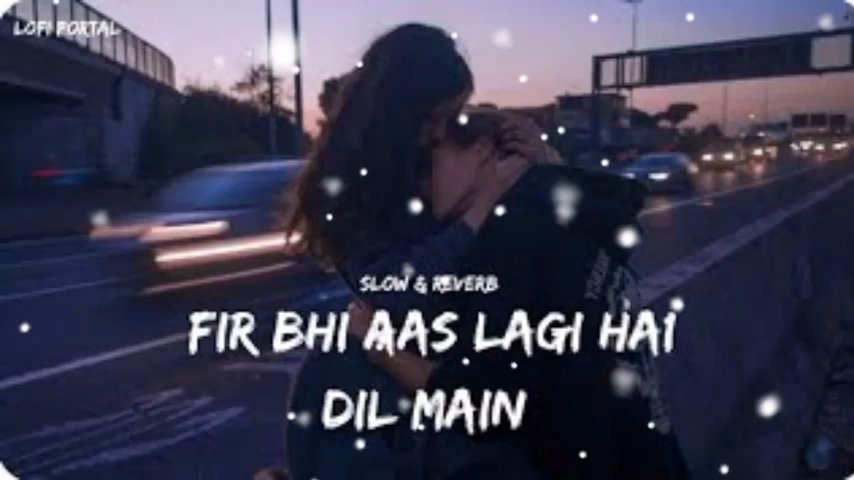 LOFI PORTAL
SLOW & REVERB
FIR BHI AAS LAGI HAI
DIL MAIN